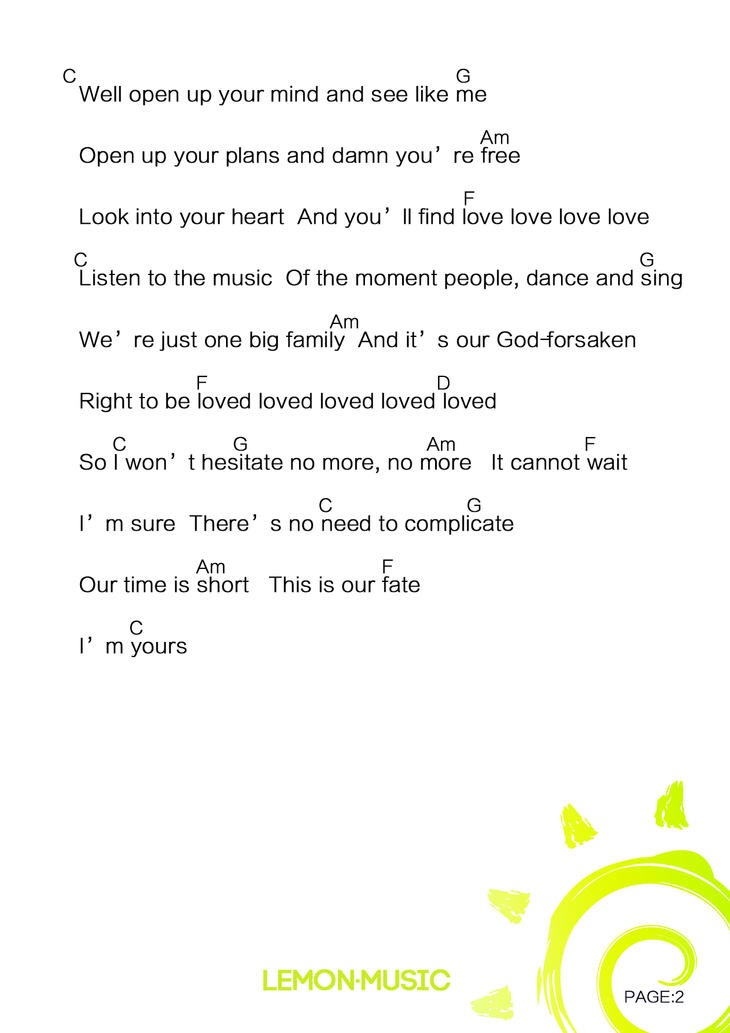 C G
Well open up your mind and see like me
Am
Open up your plans and damn you're free
F
Look into your heart And you'll find love love love love
C G
Listen to the music Of the moment people, dance and sing
Am
We're just one big family And it's our God-forsaken
F D
Right to be loved loved loved loved loved
C G Am F
So I won't hesitate no more, no more It cannot wait
C G
I'm sure There's no need to complicate
Am F
Our time is short This is our fate
C
I'm yours
LEMON·MUSIC
PAGE:2